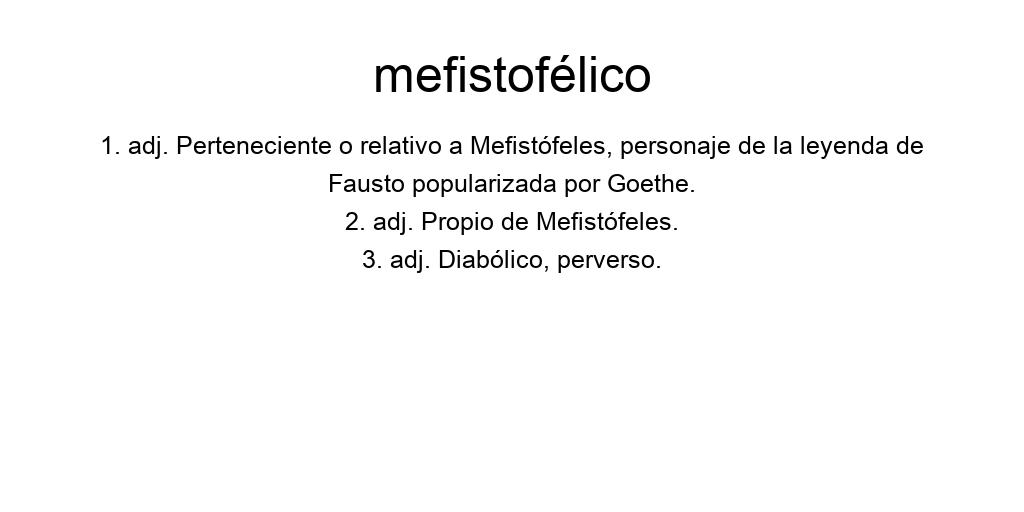 mefistofélico
1. adj. Perteneciente o relativo a Mefistófeles, personaje de la leyenda de
Fausto popularizada por Goethe.
2. adj. Propio de Mefistófeles.
3. adj. Diabólico, perverso.